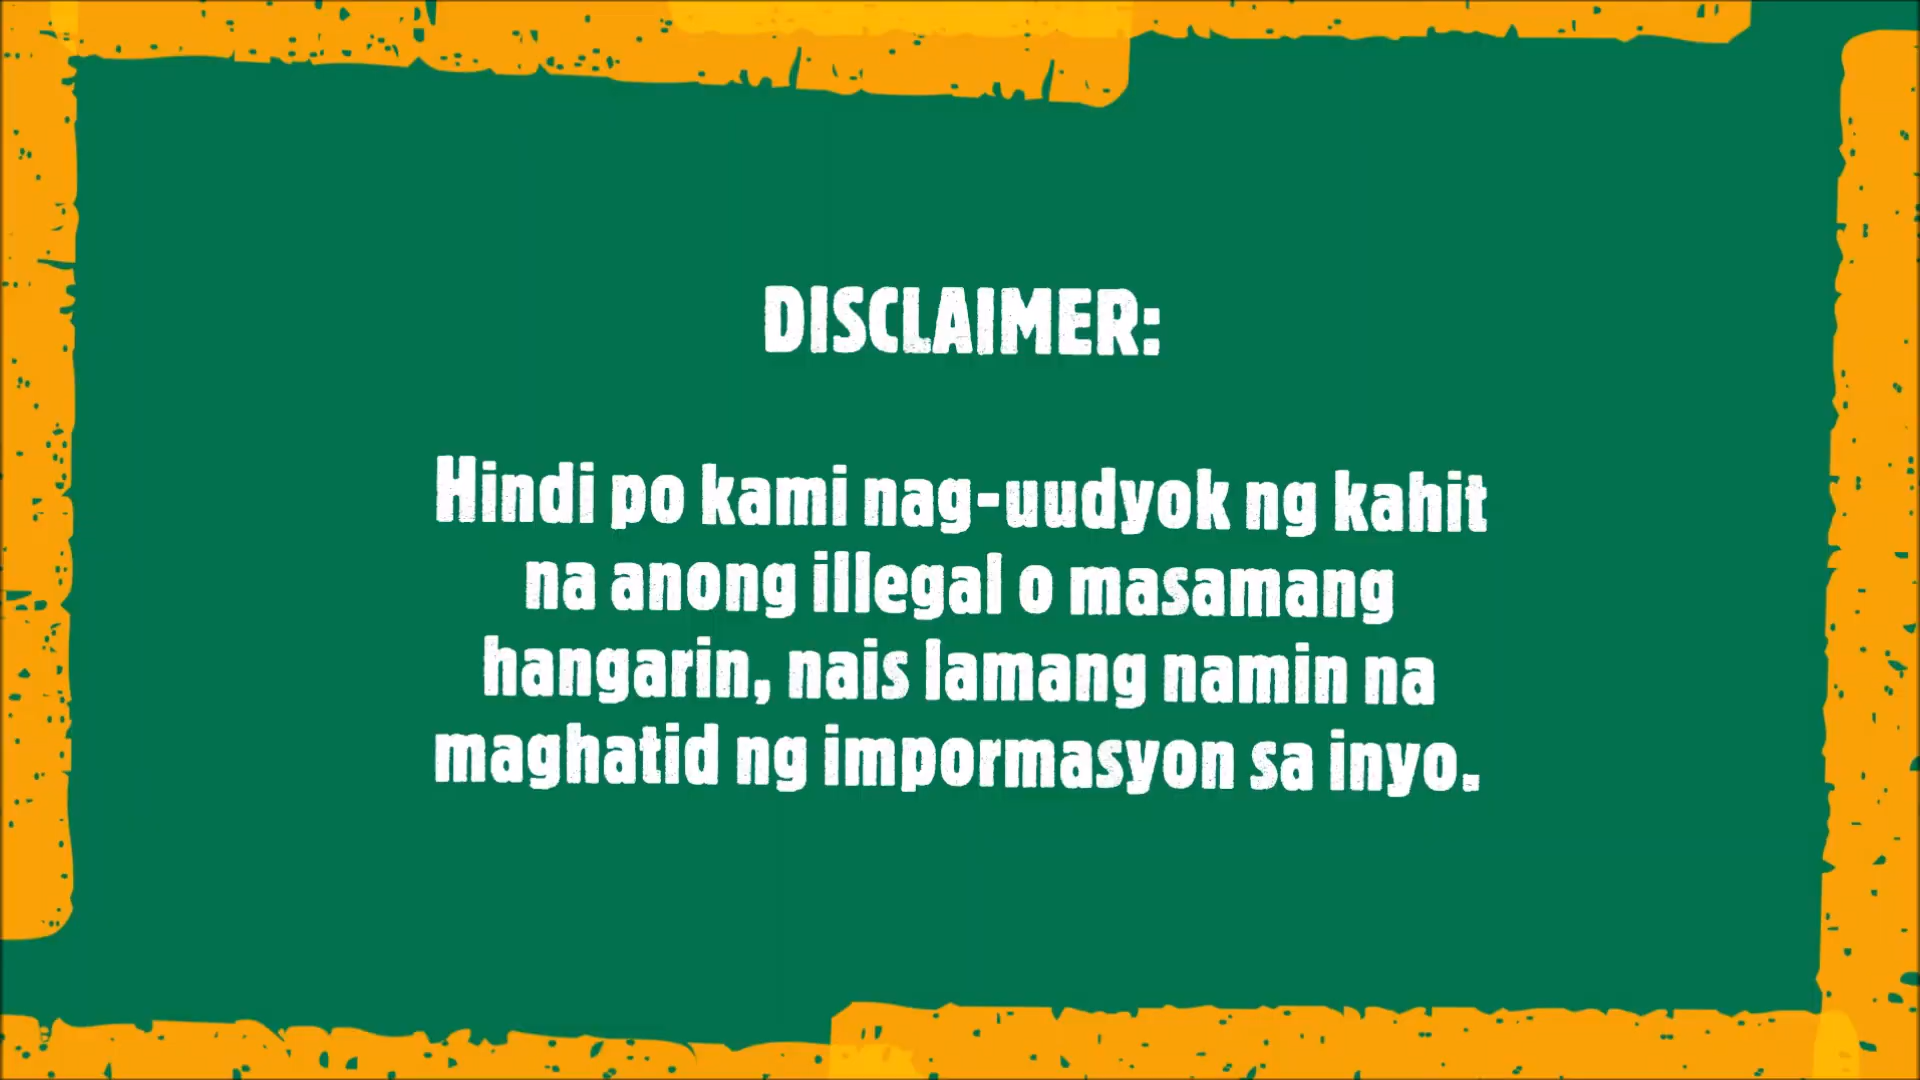 DISCLAIMER:
Hindi po kami nag-uudyok ng kahit
na anong illegal o masamang
hangarin, nais lamang namin na
maghatid ng impormasyon sa inyo.